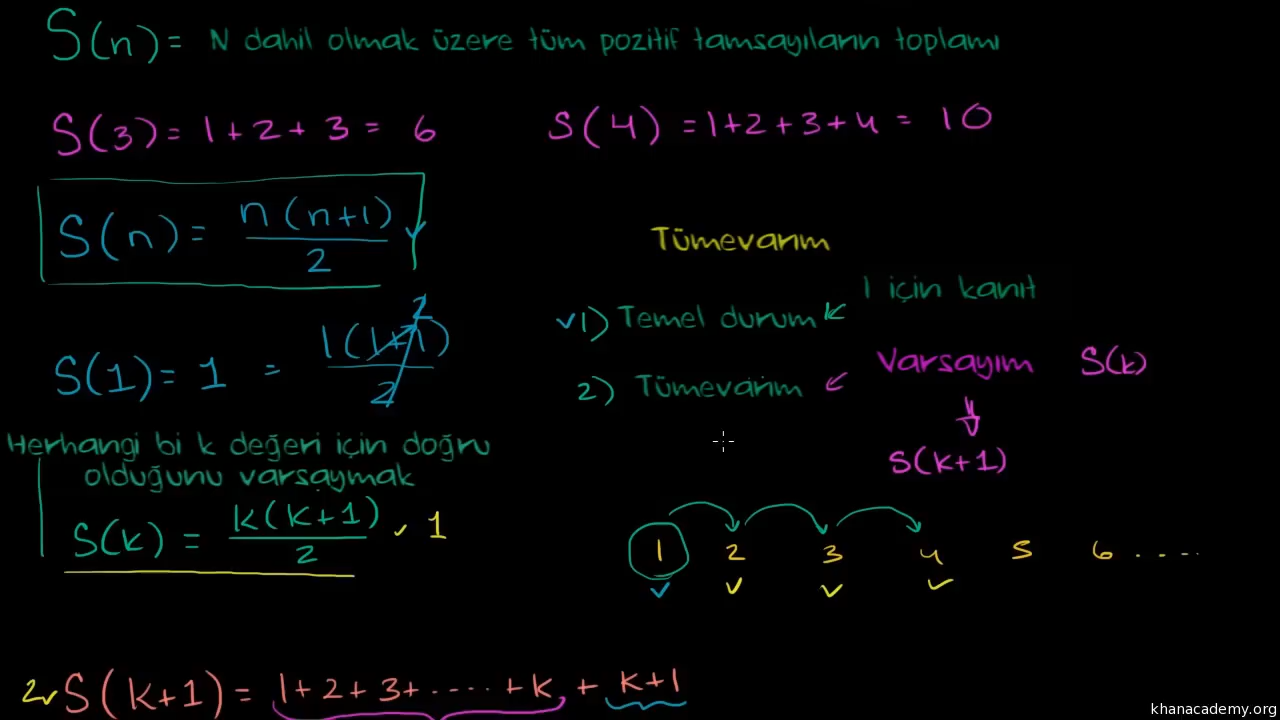 S(n) = N dahil olmak üzere tüm pozitif tamsayıların toplamı
S(3) = 1 + 2 + 3 = 6
S(4) = 1+2+3+4 = 10
S(n) = n(n+1)/2
Tümevarım
1) Temel durum
1 için kanıt
2) Tümevarım
Varsayım S(k)
S(k+1)
S(1) = 1 = 1(1+1)/2
2
Herhangi bi k değeri için doğru
olduğunu varsaymak
S(k) = k(k+1)/2 ✓ 1
1 2 3 4 5 6 ....
✓ ✓ ✓ ✓
2✓ S(k+1) = 1+2+3+....+k + k+1
khanacademy.org